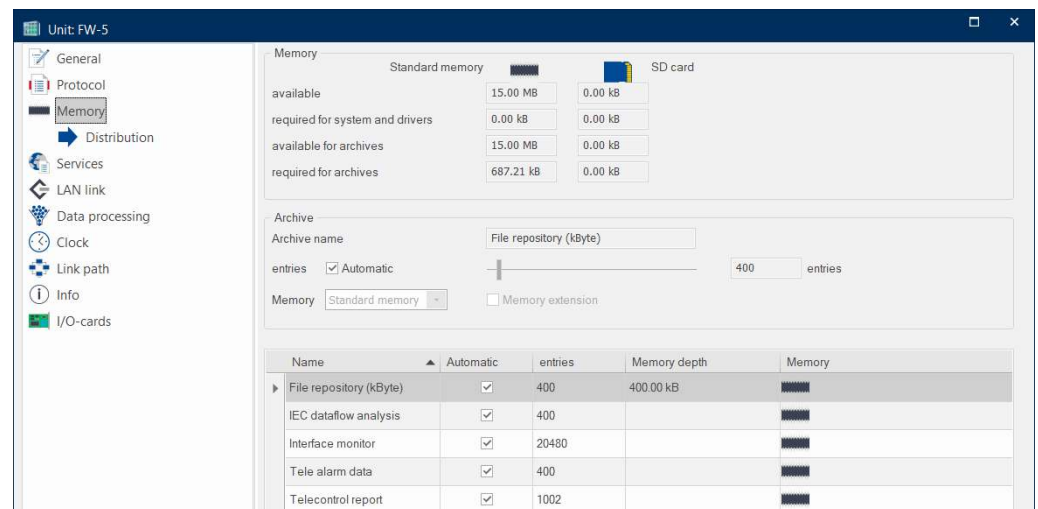 Unit: FW-5
General
Protocol
Memory
Distribution
Services
LAN link
Data processing
Clock
Link path
Info
I/O-cards
Memory
Standard memory SD card
available 15.00 MB 0.00 kB
required for system and drivers 0.00 kB 0.00 kB
available for archives 15.00 MB 0.00 kB
required for archives 687.21 kB 0.00 kB
Archive
Archive name File repository (kByte)
entries Automatic 400 entries
Memory Standard memory Memory extension
Name Automatic entries Memory depth Memory
File repository (kByte) 400 400.00 kB
IEC dataflow analysis 400
Interface monitor 20480
Tele alarm data 400
Telecontrol report 1002